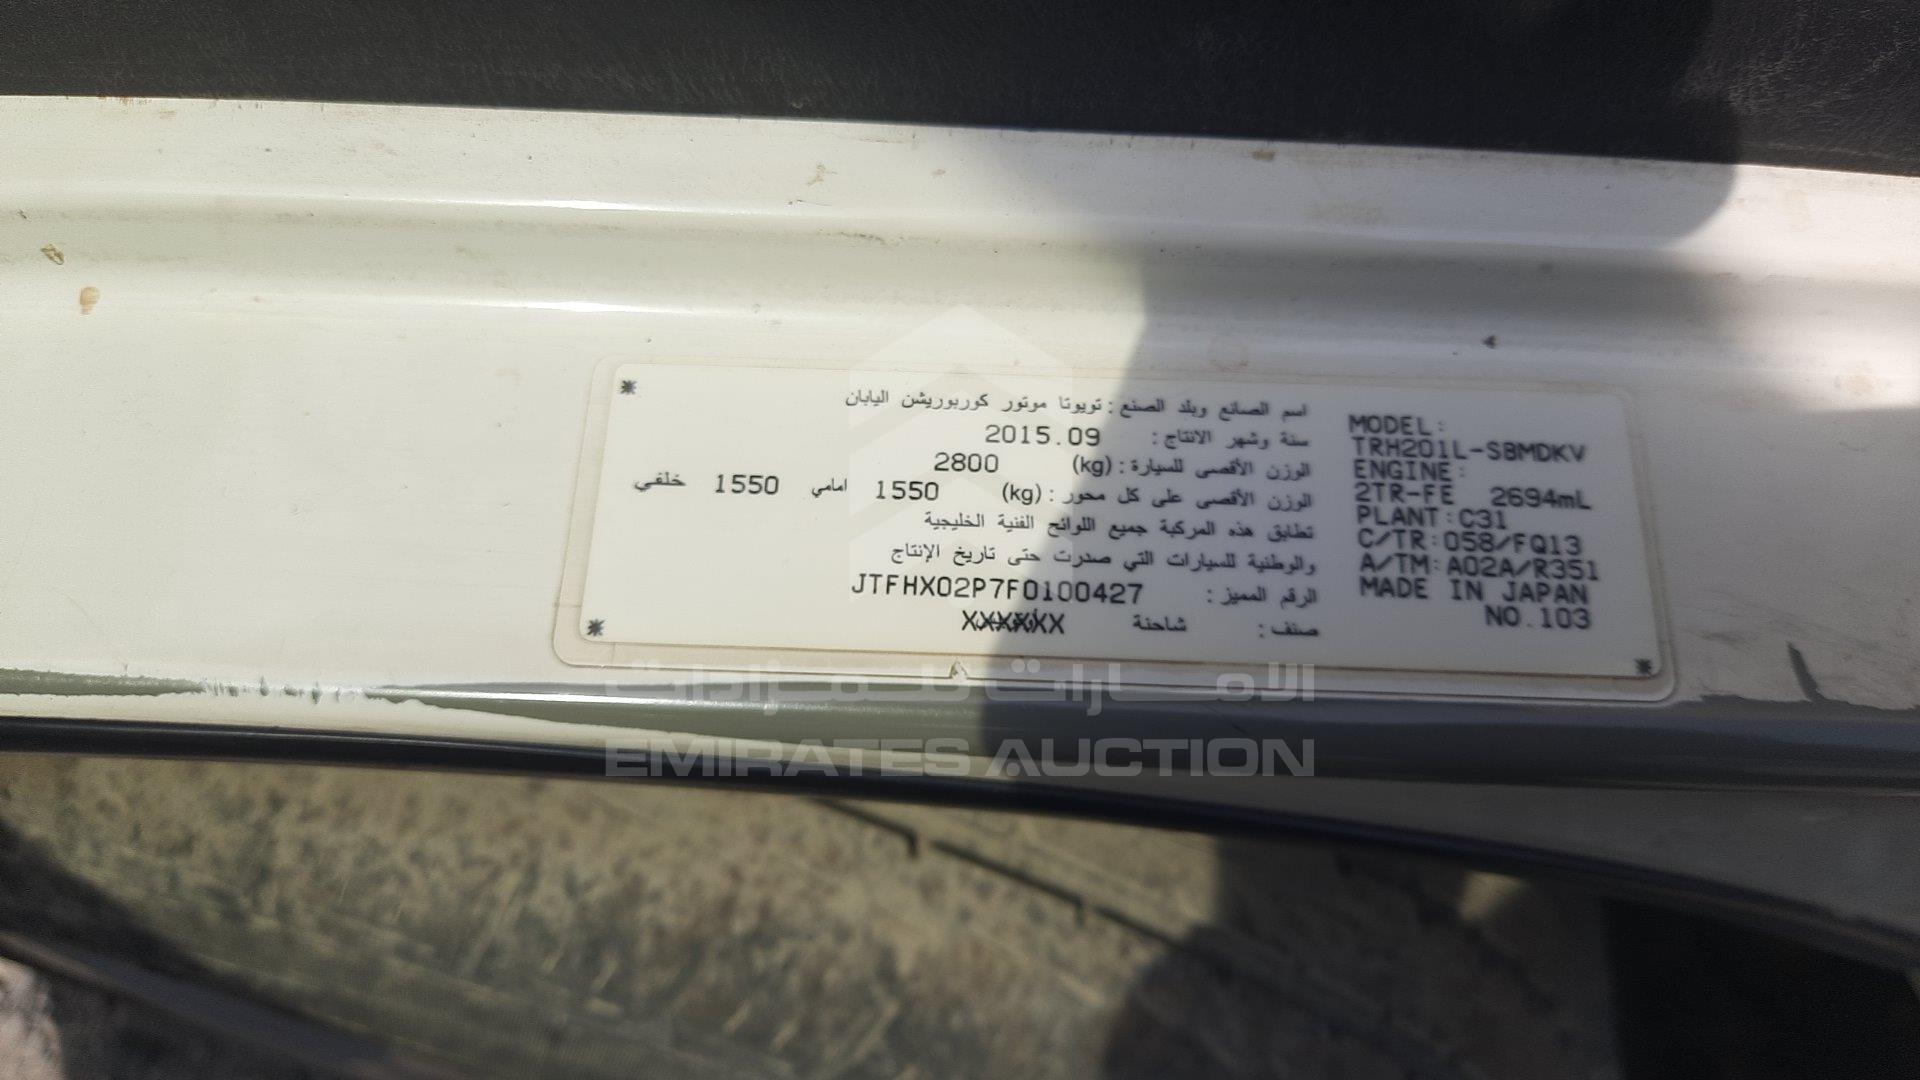 اسم الصانع وبلد الصنع : تويوتا موتور كوربوريشن اليابان
سنة وشهر الانتاج : 2015.09
الوزن الأقصى للسيارة : (kg) 2800
الوزن الأقصى على كل محور : (kg) 1550 امامي 1550 خلفي
تطابق هذه المركبة جميع اللوائح الفنية الخليجية
والوطنية للسيارات التي صدرت حتى تاريخ الإنتاج
الرقم المميز : JTFHX02P7F0100427
صنف : شاحنة XXXXXX
MODEL:
TRH201L-SBMDKV
ENGINE:
2TR-FE 2694mL
PLANT:C31
C/TR:058/FQ13
A/TM:A02A/R351
MADE IN JAPAN
NO.103
الامارات للمزادات
EMIRATES AUCTION